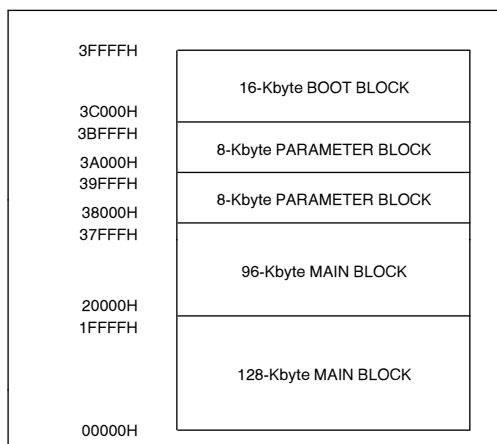 3FFFFH
16-Kbyte BOOT BLOCK
3C000H
3BFFFH
8-Kbyte PARAMETER BLOCK
3A000H
39FFFH
8-Kbyte PARAMETER BLOCK
38000H
37FFFH
96-Kbyte MAIN BLOCK
20000H
1FFFFH
128-Kbyte MAIN BLOCK
00000H